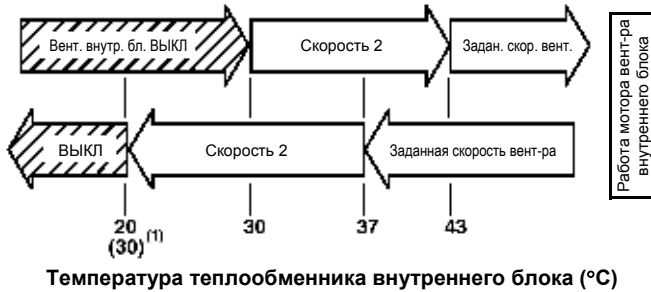 Вент. внутр. бл. ВЫКЛ
Скорость 2
Задан. скор. вент.
ВЫКЛ
Скорость 2
Заданная скорость вент-ра
Работа мотора вент-ра
внутреннего блока
20 30 37 43
(30)(1)
Температура теплообменника внутреннего блока (°C)